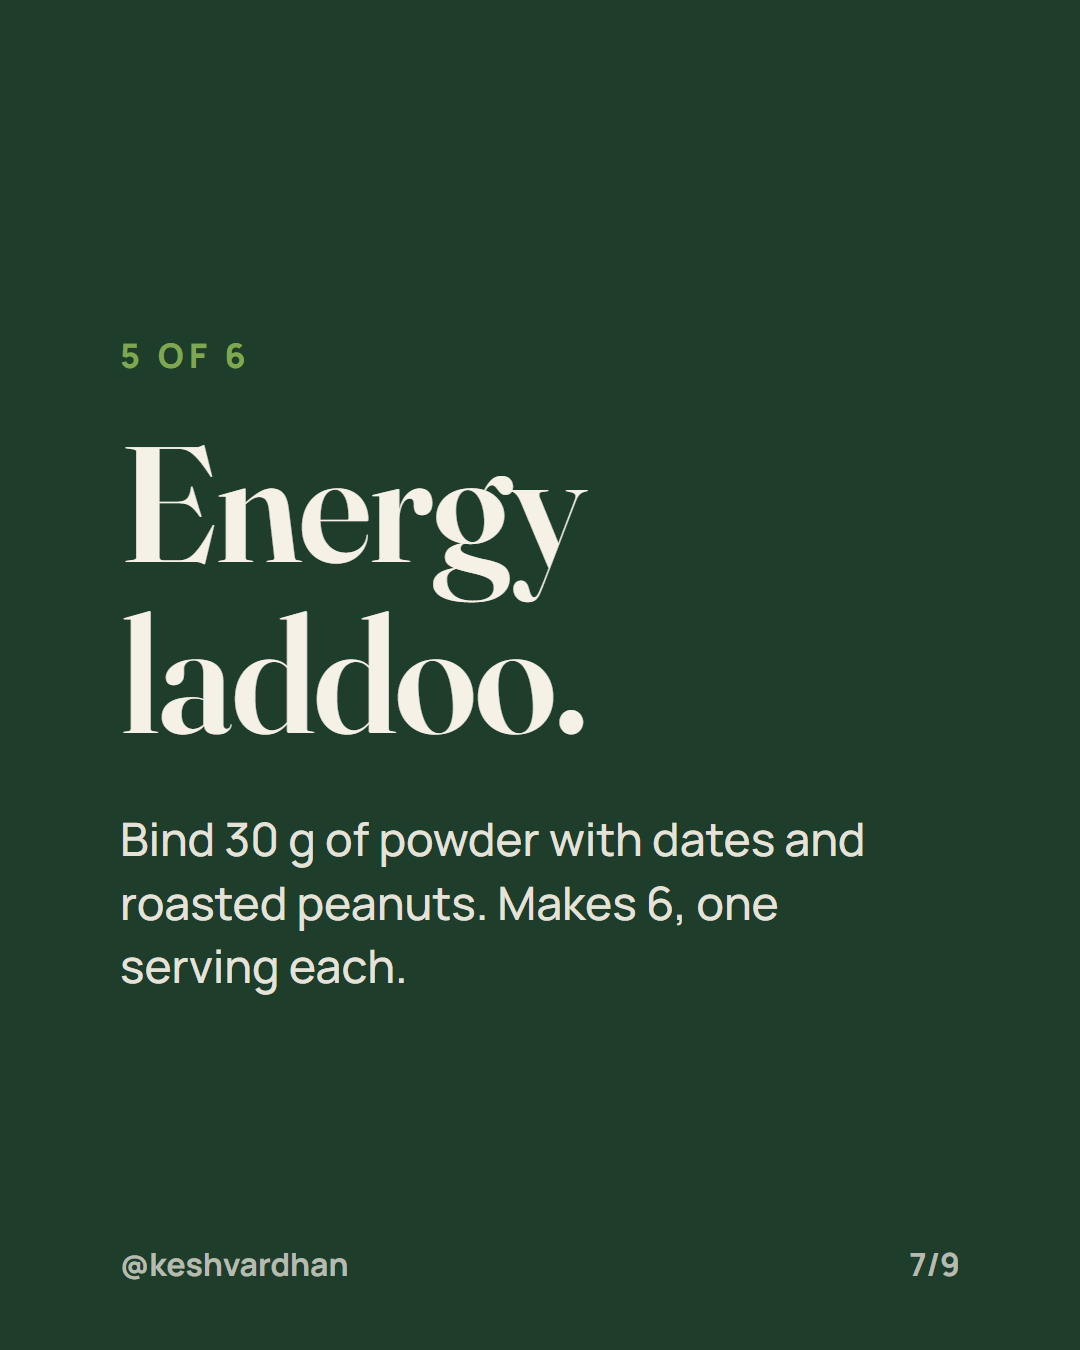 5 OF 6
Energy
laddoo.
Bind 30 g of powder with dates and
roasted peanuts. Makes 6, one
serving each.
@keshvardhan
7/9